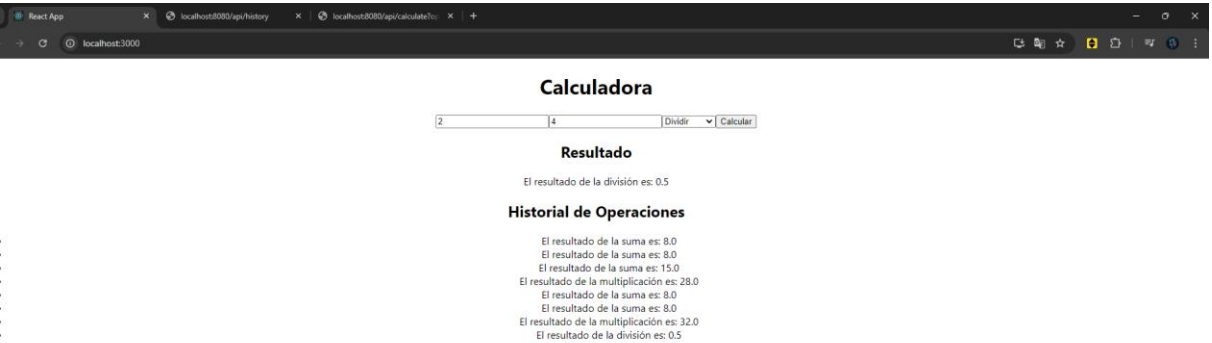 React App
localhost:8080/api/history
localhost:8080/api/calculate?op
localhost:3000
Calculadora
2 4 Dividir Calcular
Resultado
El resultado de la división es: 0.5
Historial de Operaciones
El resultado de la suma es: 8.0
El resultado de la suma es: 8.0
El resultado de la suma es: 15.0
El resultado de la multiplicación es: 28.0
El resultado de la suma es: 8.0
El resultado de la suma es: 8.0
El resultado de la multiplicación es: 32.0
El resultado de la división es: 0.5